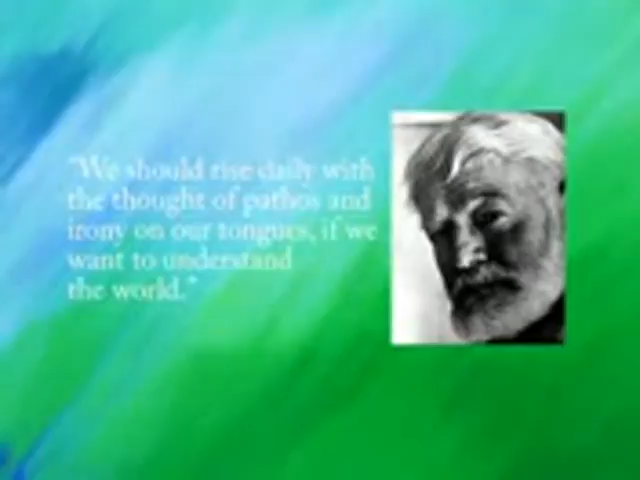 "We should rise daily with
the thought of pathos and
irony on our tongues, if we
want to understand
the world."